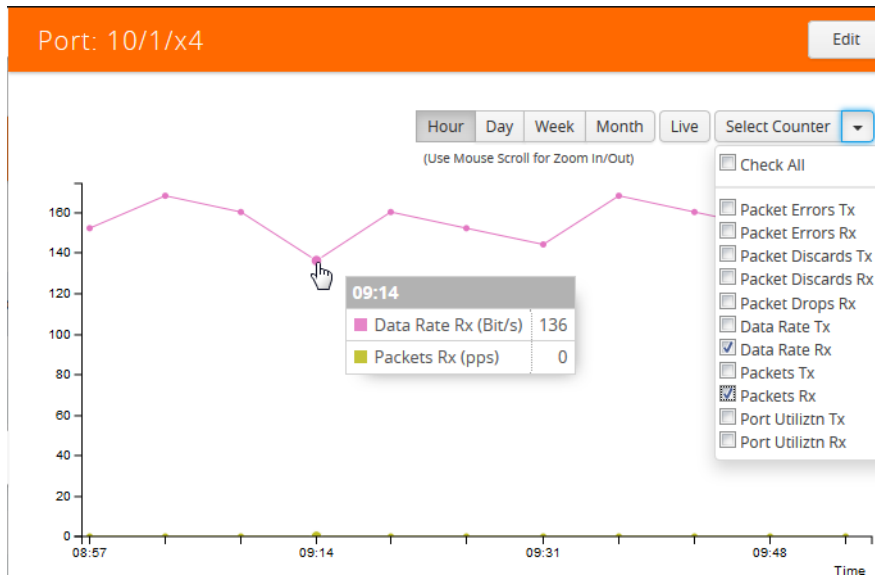 Port: 10/1/x4
Edit
Hour Day Week Month Live Select Counter
(Use Mouse Scroll for Zoom In/Out)
Check All
Packet Errors Tx
Packet Errors Rx
Packet Discards Tx
Packet Discards Rx
Packet Drops Rx
Data Rate Tx
Data Rate Rx
Packets Tx
Packets Rx
Port Utiliztn Tx
Port Utiliztn Rx
160
140
120
100
80
60
40
20
0
09:14
Data Rate Rx (Bit/s) 136
Packets Rx (pps) 0
08:57 09:14 09:31 09:48
Time